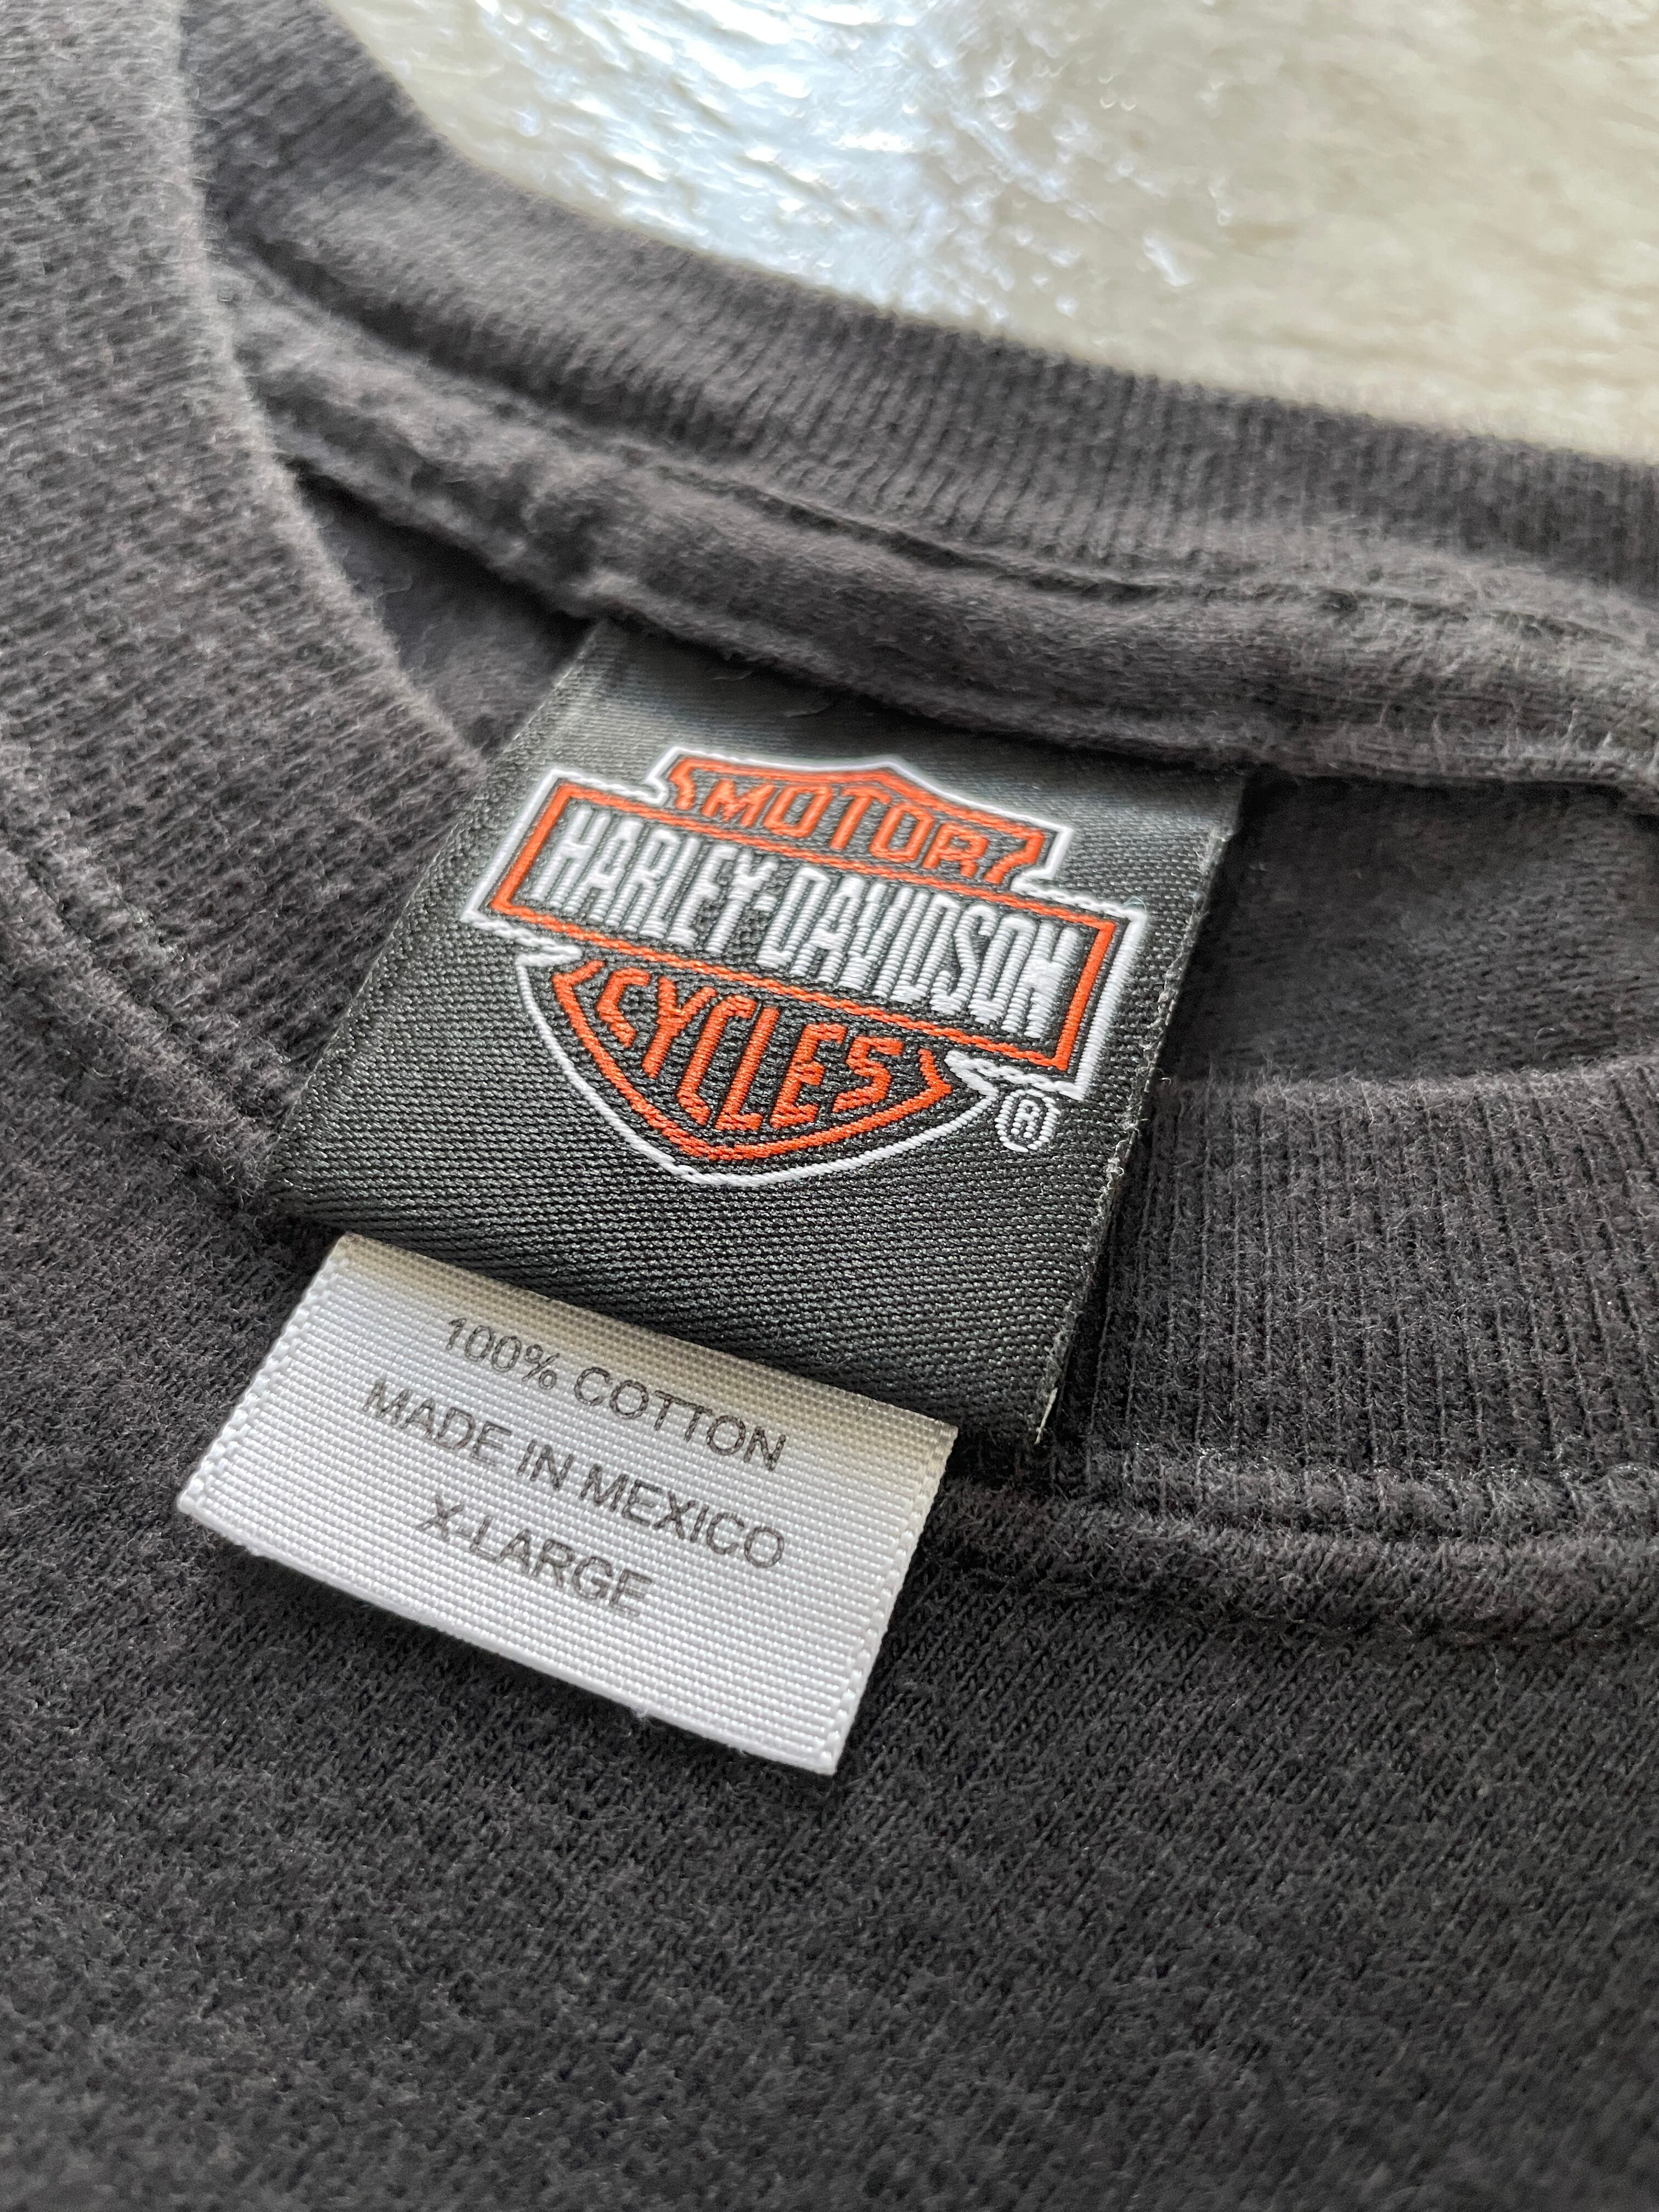 MOTOR
HARLEY-DAVIDSON
CYCLES
®
100% COTTON
MADE IN MEXICO
X-LARGE